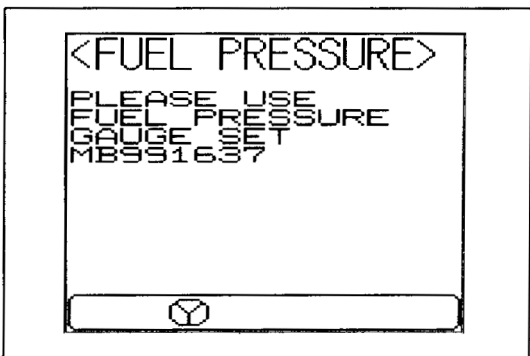 <FUEL PRESSURE>
PLEASE USE
FUEL PRESSURE
GAUGE SET
MB991637
Y